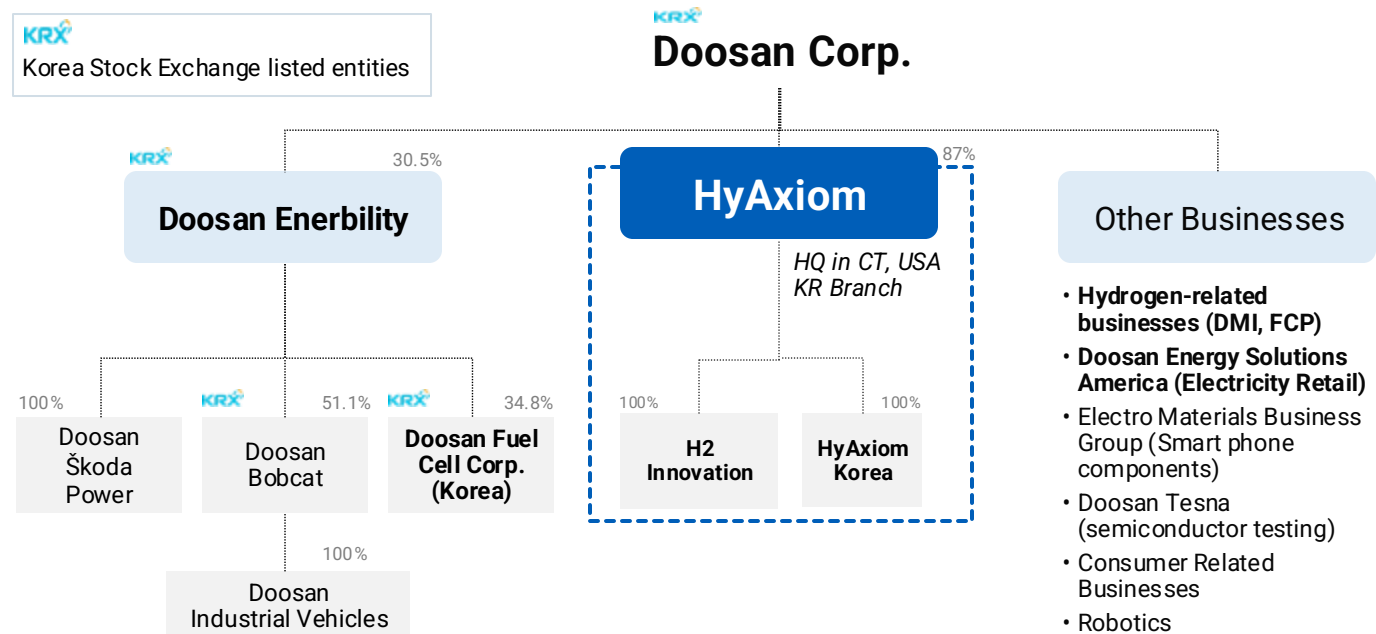 KRX
Korea Stock Exchange listed entities
KRX
Doosan Corp.
KRX
30.5%
Doosan Enerbility
87%
HyAxiom
HQ in CT, USA
KR Branch
Other Businesses
100%
Doosan
Škoda
Power
KRX
51.1%
Doosan
Bobcat
KRX
34.8%
Doosan Fuel
Cell Corp.
(Korea)
100%
Doosan
Industrial Vehicles
100%
H2
Innovation
100%
HyAxiom
Korea
• Hydrogen-related
businesses (DMI, FCP)
• Doosan Energy Solutions
America (Electricity Retail)
• Electro Materials Business
Group (Smart phone
components)
• Doosan Tesna
(semiconductor testing)
• Consumer Related
Businesses
• Robotics